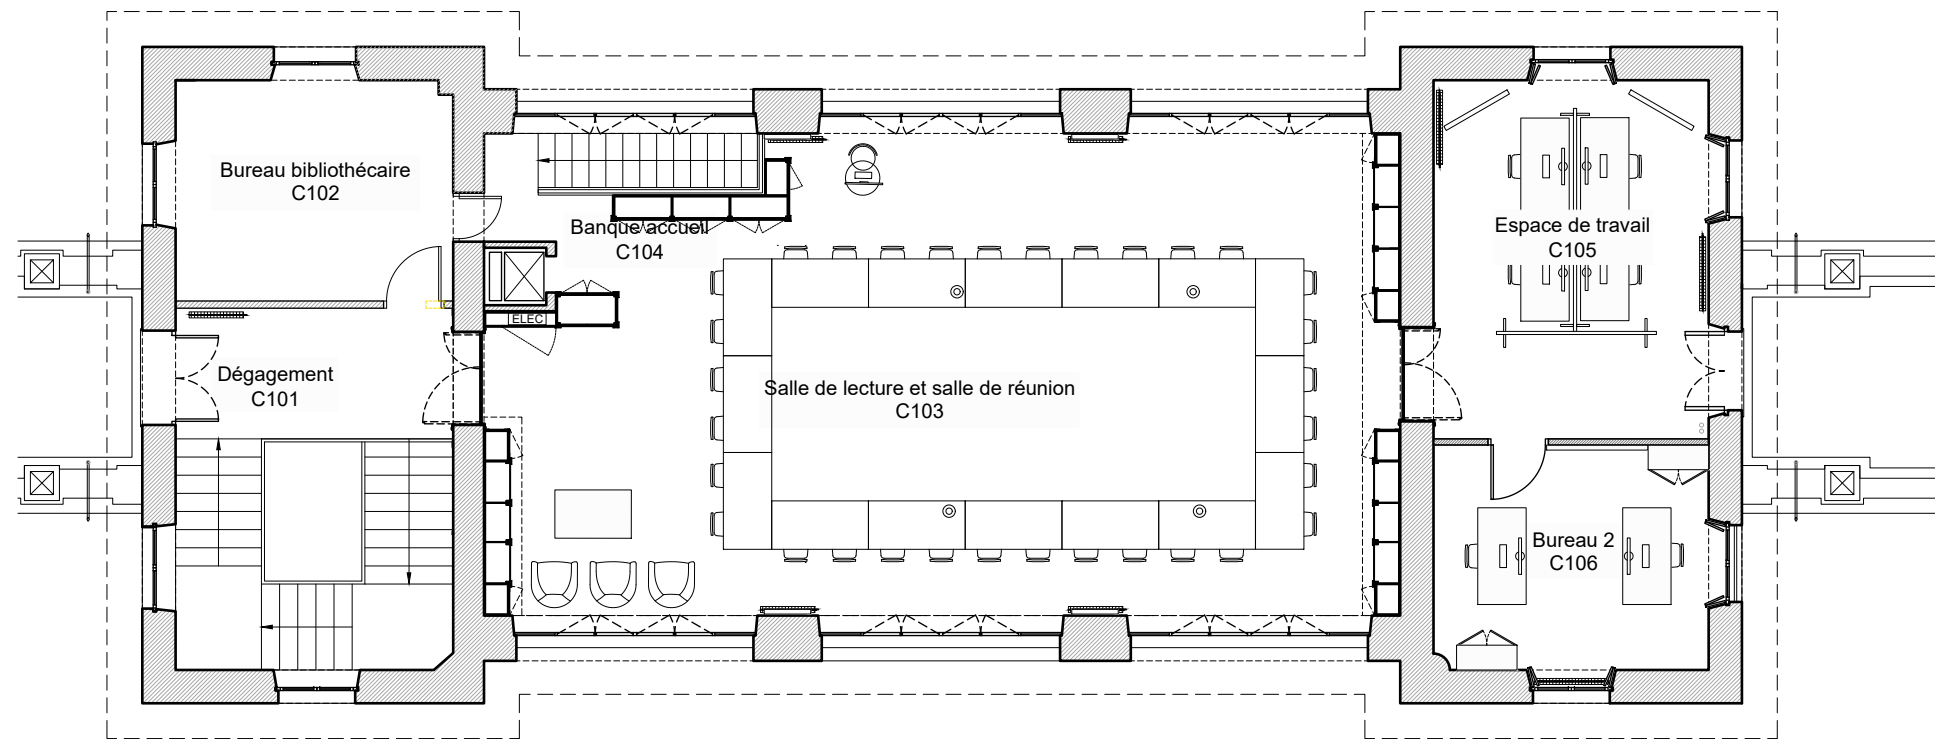 Bureau bibliothécaire
C102
Banque accueil
C104
Espace de travail
C105
ELEC
Dégagement
C101
Salle de lecture et salle de réunion
C103
Bureau 2
C106